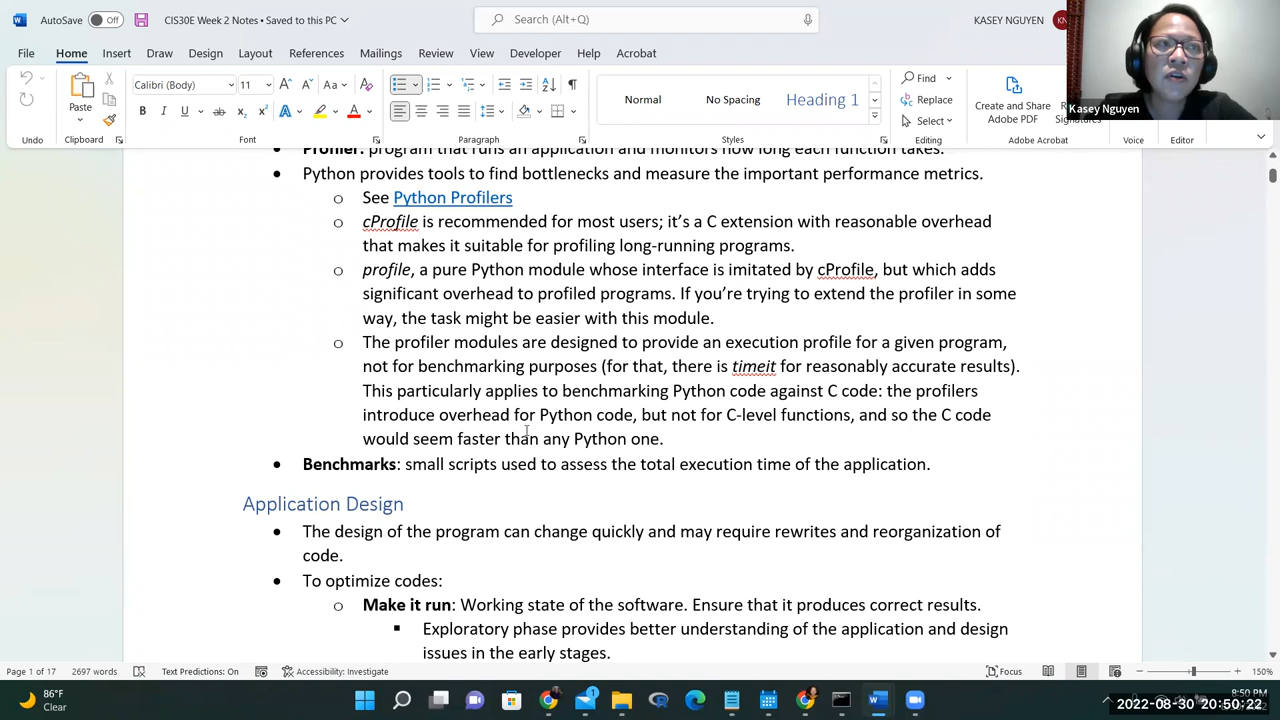 AutoSave Off CIS30E Week 2 Notes • Saved to this PC Search (Alt+Q) KASEY NGUYEN
File Home Insert Draw Design Layout References Mailings Review View Developer Help Acrobat
Calibri (Body) 11
Paste
Normal No Spacing Heading 1
Find
Replace
Select
Create and Share
Adobe PDF
Signatures
Kasey Nguyen
Undo Clipboard Font Paragraph Styles Editing Adobe Acrobat Voice Editor
Profiler: program that runs an application and monitors how long each function takes.
Python provides tools to find bottlenecks and measure the important performance metrics.
See Python Profilers
cProfile is recommended for most users; it's a C extension with reasonable overhead
that makes it suitable for profiling long-running programs.
profile, a pure Python module whose interface is imitated by cProfile, but which adds
significant overhead to profiled programs. If you're trying to extend the profiler in some
way, the task might be easier with this module.
The profiler modules are designed to provide an execution profile for a given program,
not for benchmarking purposes (for that, there is timeit for reasonably accurate results).
This particularly applies to benchmarking Python code against C code: the profilers
introduce overhead for Python code, but not for C-level functions, and so the C code
would seem faster than any Python one.
Benchmarks: small scripts used to assess the total execution time of the application.
Application Design
The design of the program can change quickly and may require rewrites and reorganization of
code.
To optimize codes:
Make it run: Working state of the software. Ensure that it produces correct results.
Exploratory phase provides better understanding of the application and design
issues in the early stages.
Page 1 of 17 2697 words Text Predictions: On Accessibility: Investigate Focus 150%
86°F
Clear
8:50 PM
2022-08-30 20:50:22